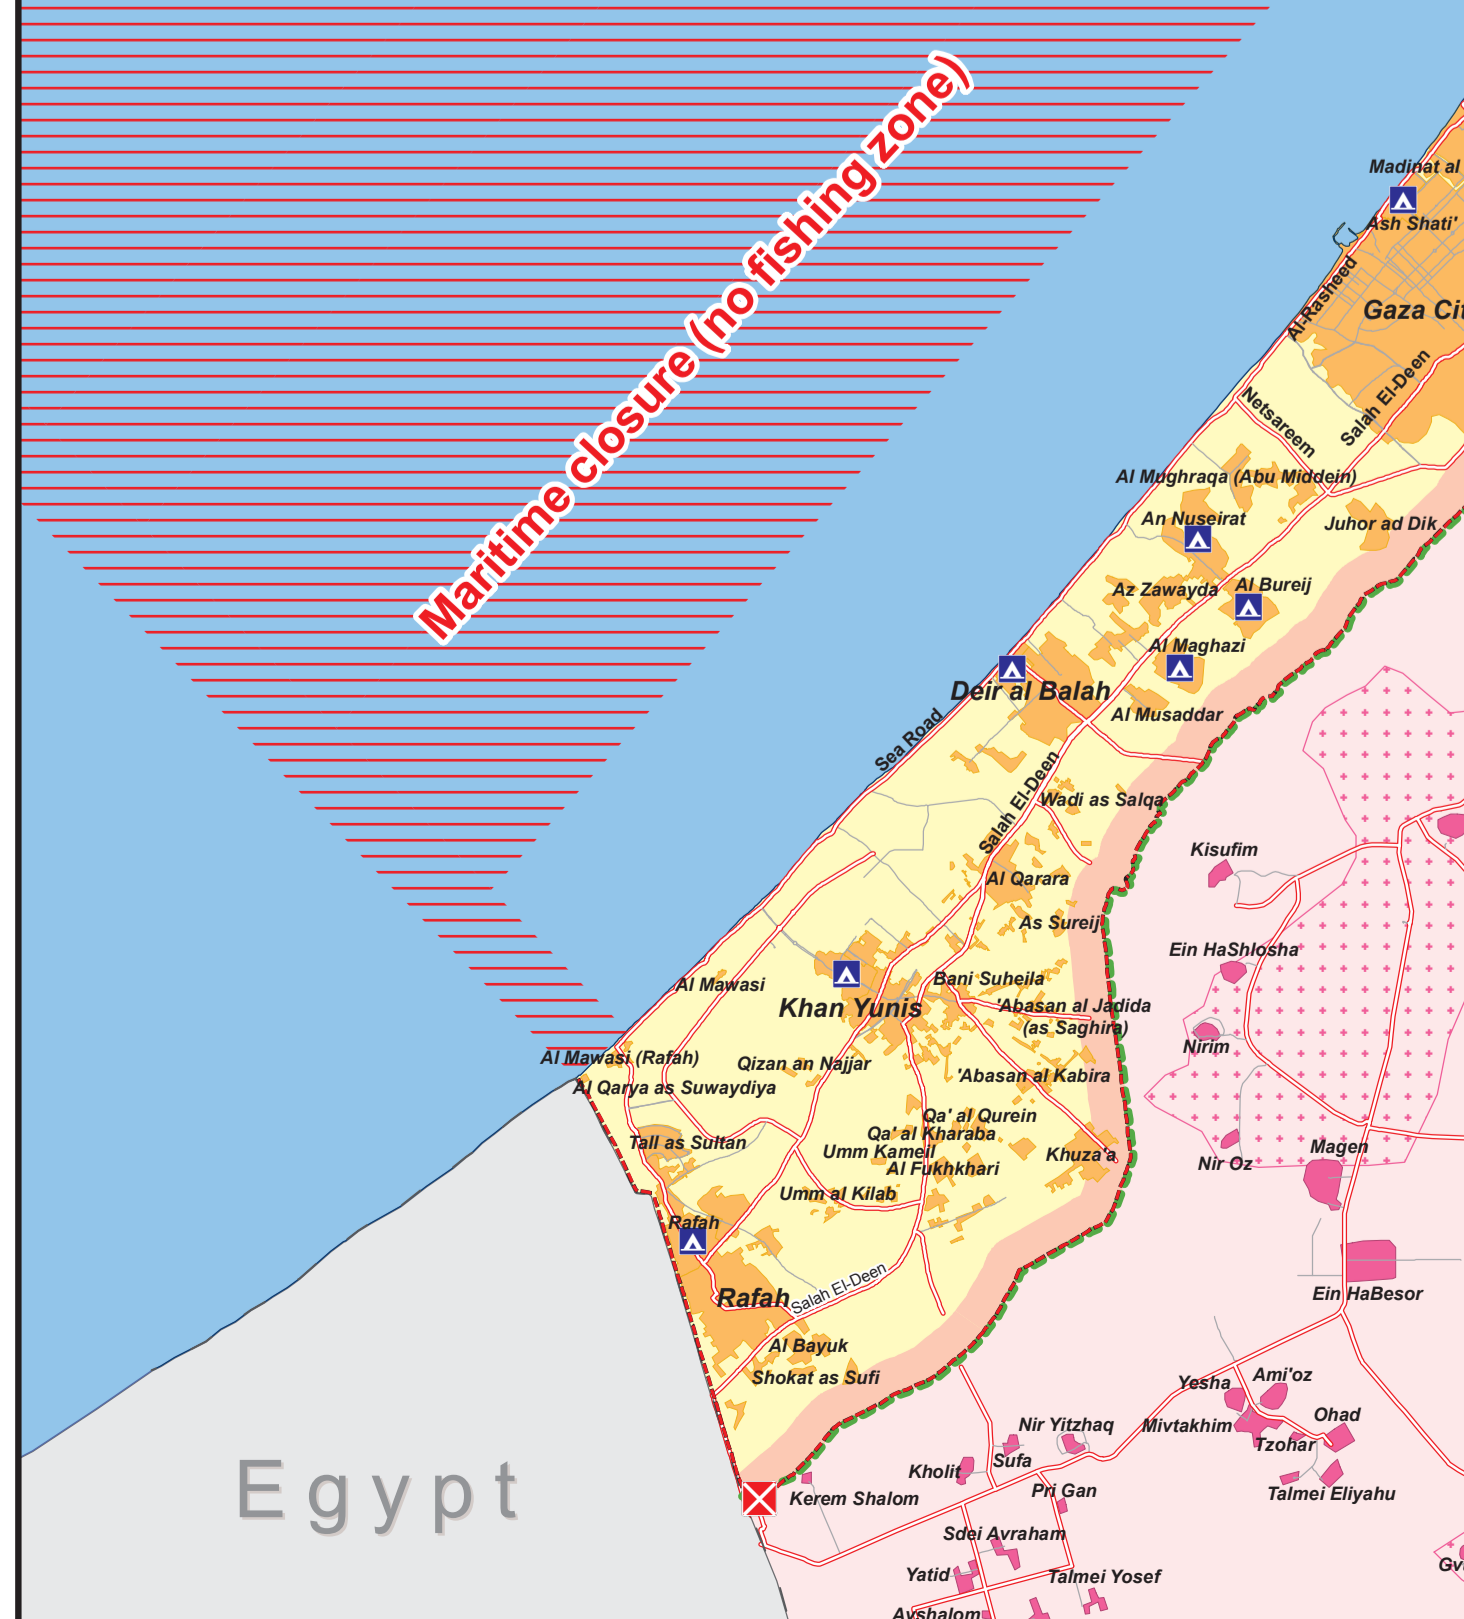 Maritime closure (no fishing zone)
Madinat al
Ash Shati'
Al-Rasheed
Gaza Cit
Salah El-Deen
Netsareem
Al Mughraqa (Abu Middein)
An Nuseirat
Juhor ad Dik
Az Zawayda
Al Bureij
Al Maghazi
Deir al Balah
Al Musaddar
Sea Road
Salah El-Deen
Wadi as Salqa
Kisufim
Al Qarara
As Sureij
Ein HaShlosha
Al Mawasi
Bani Suheila
Khan Yunis
'Abasan al Jadida
(as Saghira)
Nirim
Al Mawasi (Rafah)
Qizan an Najjar
'Abasan al Kabira
Al Qarya as Suwaydiya
Qa' al Qurein
Qa' al Kharaba
Tall as Sultan
Umm Kameil
Khuza'a
Magen
Al Fukhkhari
Nir Oz
Umm al Kilab
Rafah
Salah El-Deen
Rafah
Ein HaBesor
Al Bayuk
Shokat as Sufi
Yesha
Ami'oz
Nir Yitzhaq
Mivtakhim
Ohad
Tzohar
Sufa
Kholit
Egypt
Pri Gan
Talmei Eliyahu
Kerem Shalom
Sdei Avraham
Yatid
Talmei Yosef
Gv
Avshalom